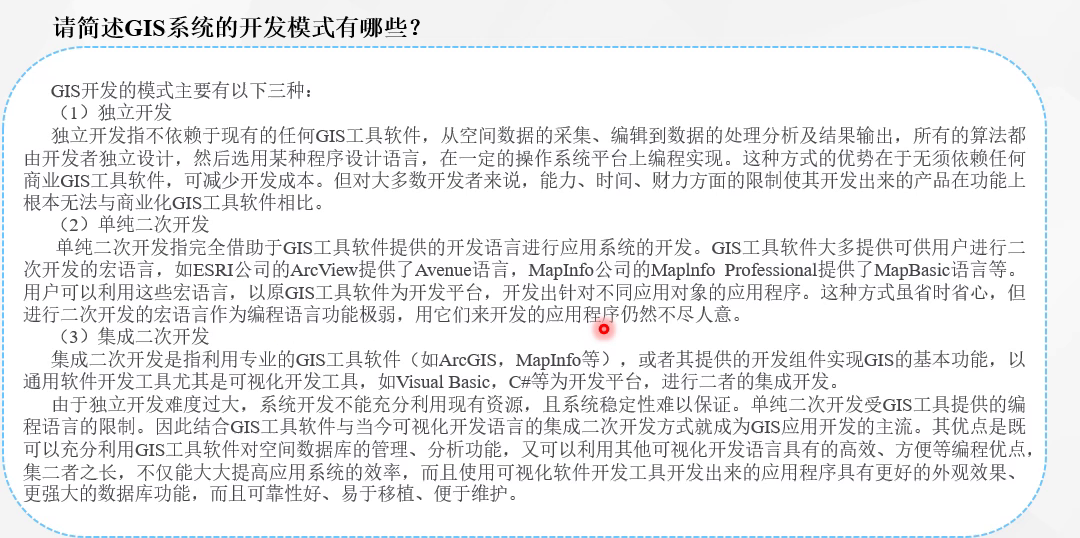 请简述GIS系统的开发模式有哪些？
GIS开发的模式主要有以下三种：
（1）独立开发
独立开发指不依赖于现有的任何GIS工具软件，从空间数据的采集、编辑到数据的处理分析及结果输出，所有的算法都
由开发者独立设计，然后选用某种程序设计语言，在一定的操作系统平台上编程实现。这种方式的优势在于无须依赖任何
商业GIS工具软件，可减少开发成本。但对大多数开发者来说，能力、时间、财力方面的限制使其开发出来的产品在功能上
根本无法与商业化GIS工具软件相比。
（2）单纯二次开发
单纯二次开发指完全借助于GIS工具软件提供的开发语言进行应用系统的开发。GIS工具软件大多提供可供用户进行二
次开发的宏语言，如ESRI公司的ArcView提供了Avenue语言，MapInfo公司的Maplnfo Professional提供了MapBasic语言等。
用户可以利用这些宏语言，以原GIS工具软件为开发平台，开发出针对不同应用对象的应用程序。这种方式虽省时省心，但
进行二次开发的宏语言作为编程语言功能极弱，用它们来开发的应用程序仍然不尽人意。
（3）集成二次开发
集成二次开发是指利用专业的GIS工具软件（如ArcGIS，MapInfo等），或者其提供的开发组件实现GIS的基本功能，以
通用软件开发工具尤其是可视化开发工具，如Visual Basic，C#等为开发平台，进行二者的集成开发。
由于独立开发难度过大，系统开发不能充分利用现有资源，且系统稳定性难以保证。单纯二次开发受GIS工具提供的编
程语言的限制。因此结合GIS工具软件与当今可视化开发语言的集成二次开发方式就成为GIS应用开发的主流。其优点是既
可以充分利用GIS工具软件对空间数据库的管理、分析功能，又可以利用其他可视化开发语言具有的高效、方便等编程优点，
集二者之长，不仅能大大提高应用系统的效率，而且使用可视化软件开发工具开发出来的应用程序具有更好的外观效果、
更强大的数据库功能，而且可靠性好、易于移植、便于维护。